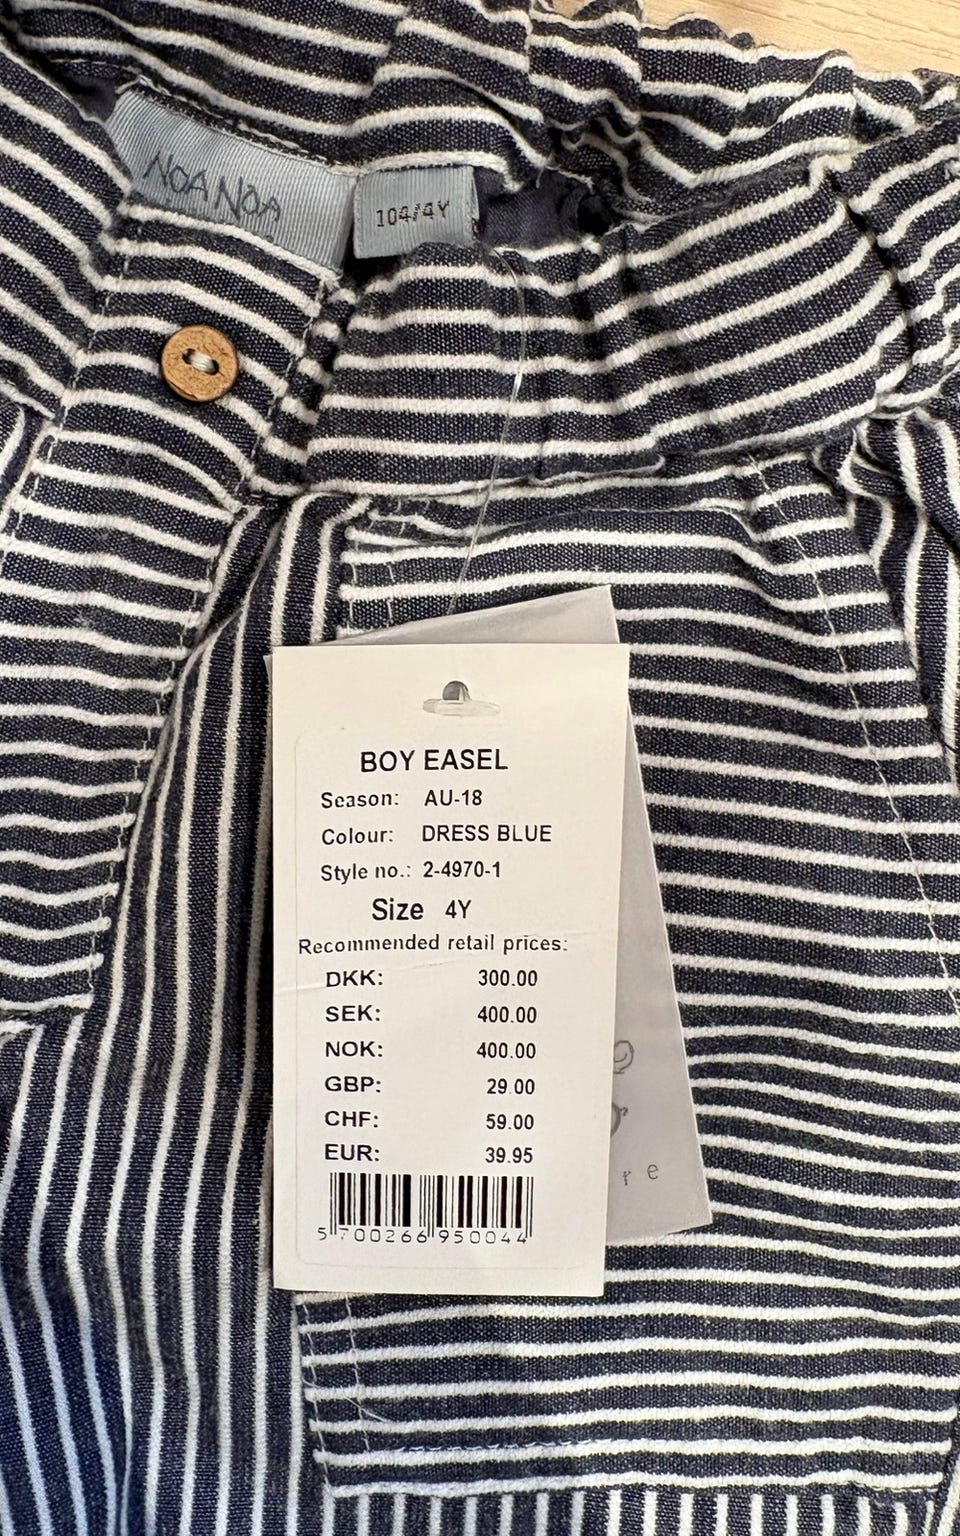 NOA NOA
104/4Y
BOY EASEL
Season: AU-18
Colour: DRESS BLUE
Style no.: 2-4970-1
Size 4Y
Recommended retail prices:
DKK: 300.00
SEK: 400.00
NOK: 400.00
GBP: 29.00
CHF: 59.00
EUR: 39.95
5 700266 950044
re